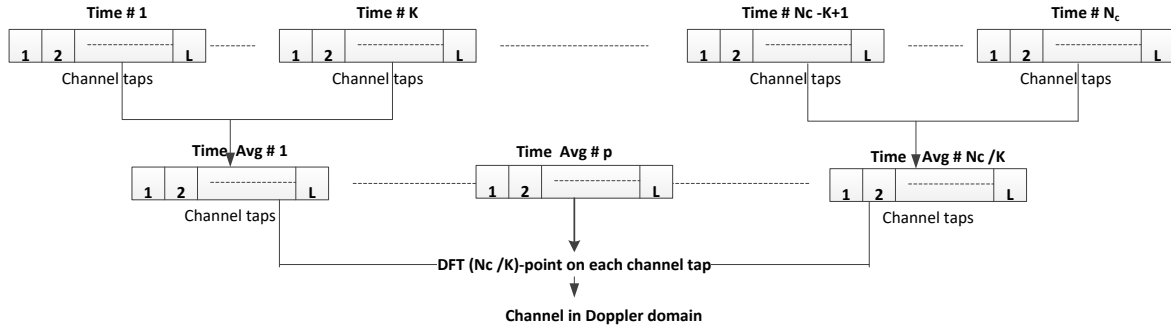 Time # 1 Time # K Time # Nc -K+1 Time # Nc
1 2 L 1 2 L 1 2 L 1 2 L
Channel taps Channel taps Channel taps Channel taps
Time Avg # 1 Time Avg # p Time Avg # Nc /K
1 2 L 1 2 L 1 2 L
Channel taps Channel taps
DFT (Nc /K)-point on each channel tap
Channel in Doppler domain